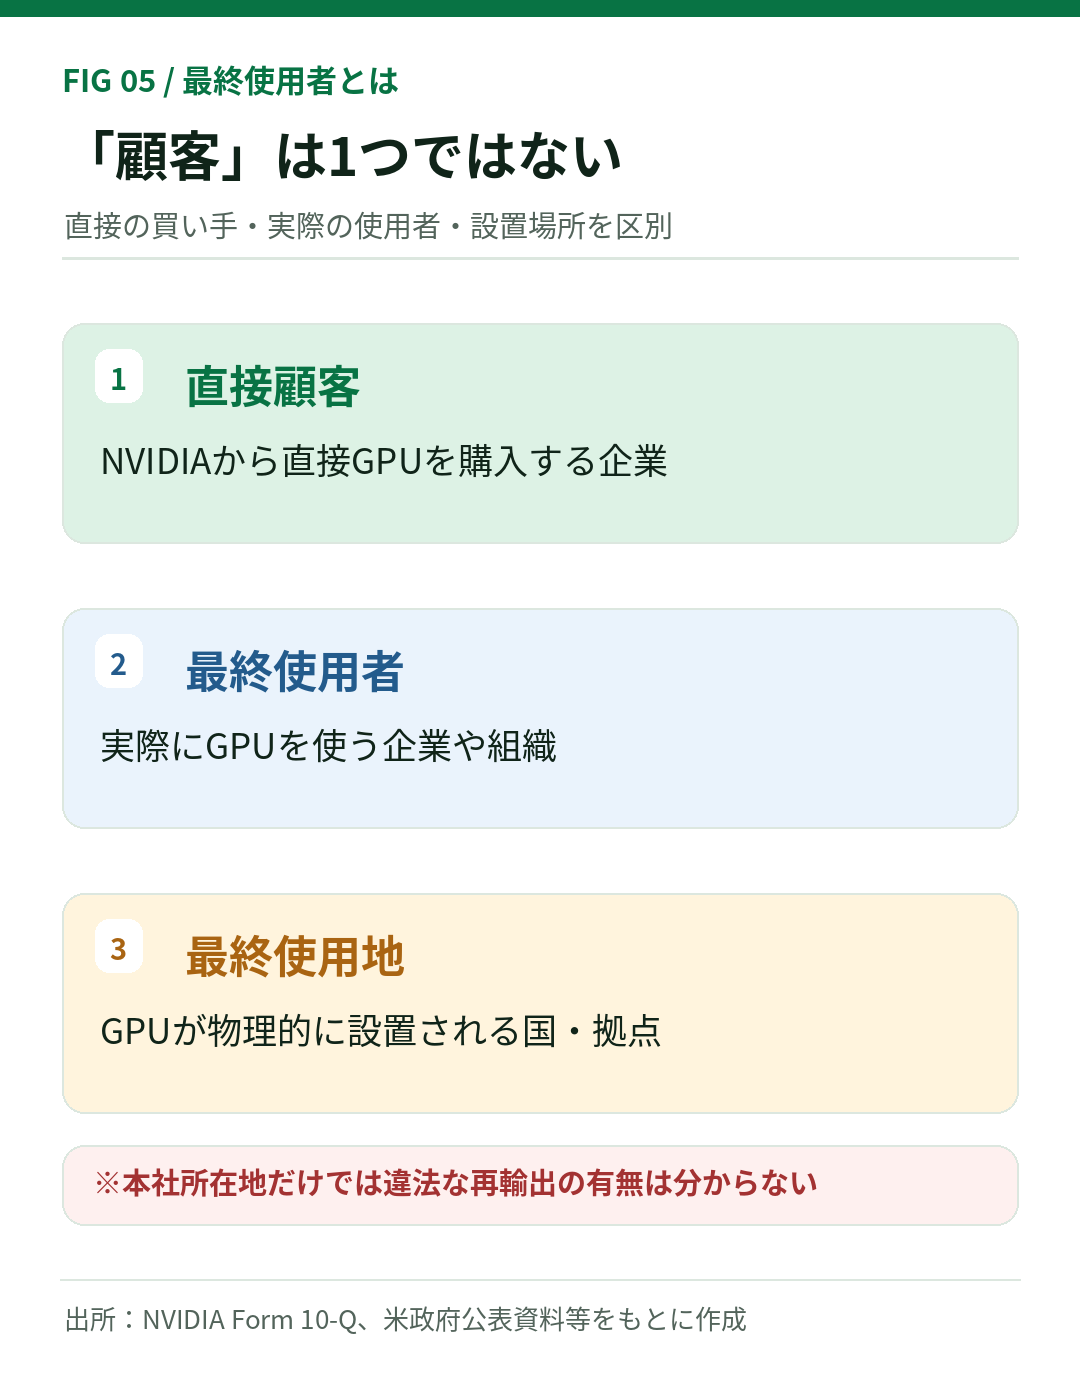 FIG 05 / 最終使用者とは
「顧客」は1つではない
直接の買い手・実際の使用者・設置場所を区別
1 直接顧客
NVIDIAから直接GPUを購入する企業
2 最終使用者
実際にGPUを使う企業や組織
3 最終使用地
GPUが物理的に設置される国・拠点
※本社所在地だけでは違法な再輸出の有無は分からない
出所：NVIDIA Form 10-Q、米政府公表資料等をもとに作成